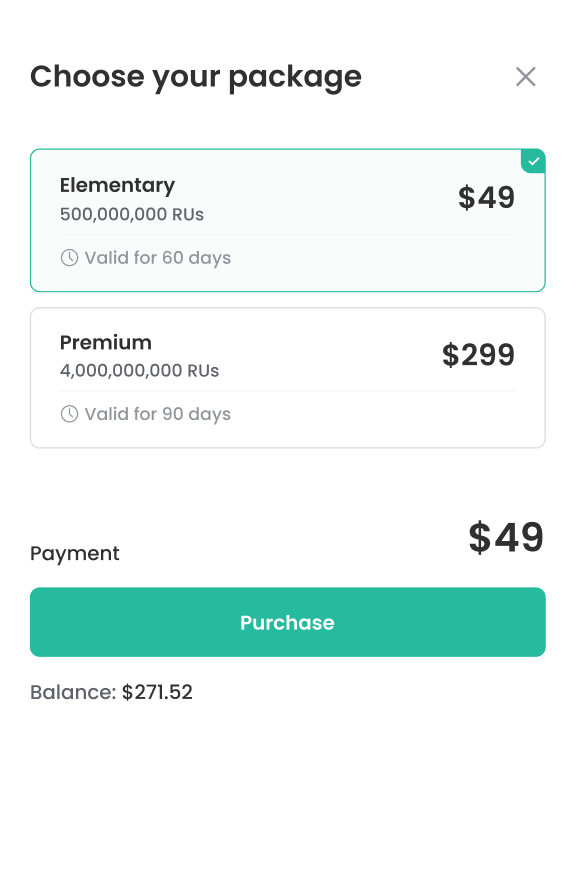 Choose your package
Elementary
500,000,000 RUs
$49
Valid for 60 days
Premium
4,000,000,000 RUs
$299
Valid for 90 days
Payment
$49
Purchase
Balance: $271.52